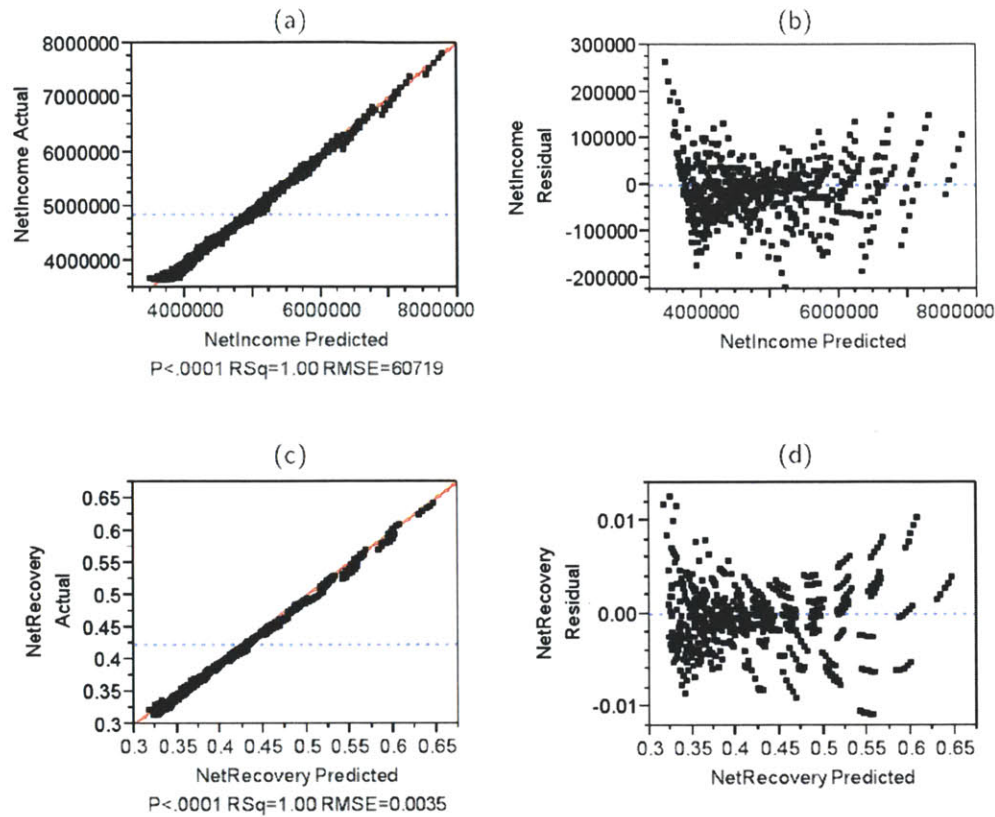 (a)
8000000
7000000
6000000
5000000
4000000
NetIncome Actual
4000000 6000000 8000000
NetIncome Predicted
P<.0001 RSq=1.00 RMSE=60719
(b)
300000
200000
100000
0
-100000
-200000
NetIncome
Residual
4000000 6000000 8000000
NetIncome Predicted
(c)
0.65
0.6
0.55
0.5
0.45
0.4
0.35
0.3
NetRecovery
Actual
0.3 0.35 0.4 0.45 0.5 0.55 0.6 0.65
NetRecovery Predicted
P<.0001 RSq=1.00 RMSE=0.0035
(d)
0.01
0.00
-0.01
NetRecovery
Residual
0.3 0.35 0.4 0.45 0.5 0.55 0.6 0.65
NetRecovery Predicted